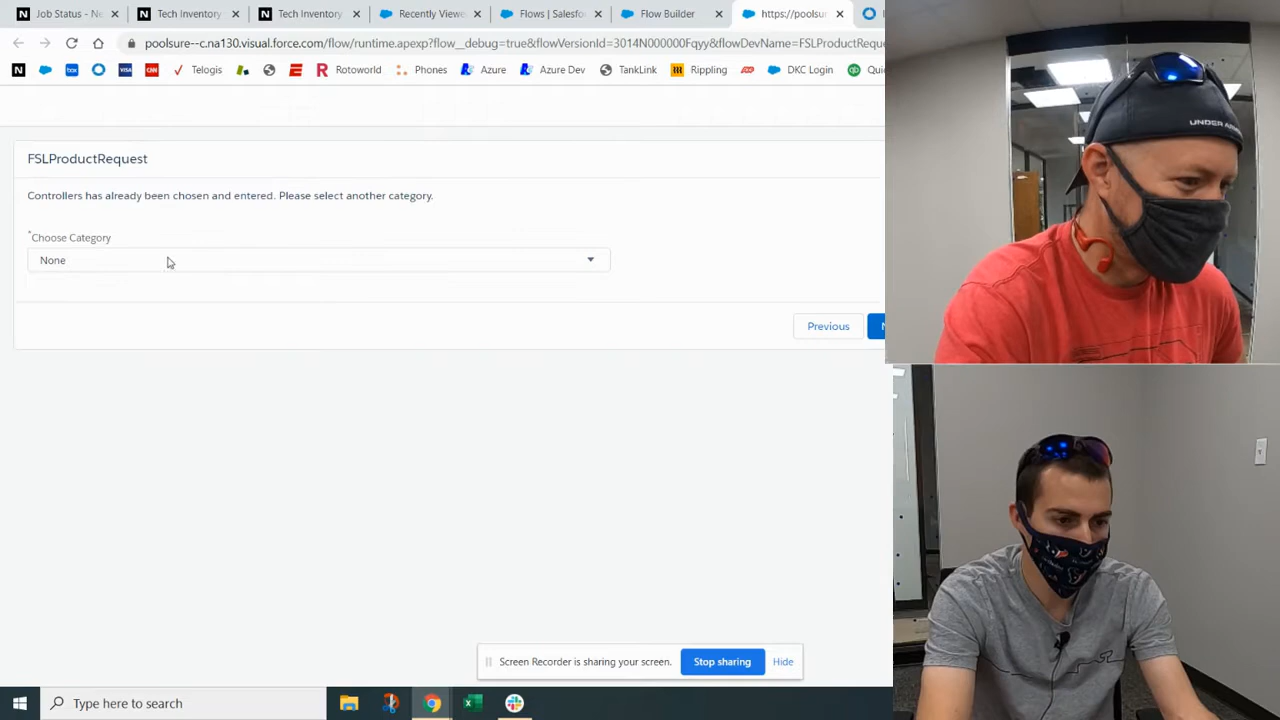 Job Status - Ne
Tech Inventory
Tech Inventory
Recently Viewe
Flows | Salesfo
Flow Builder
https://poolsur
poolsure--c.na130.visual.force.com/flow/runtime.apexp?flow__debug=true&flowVersionId=3014N000000Fqyy&flowDevName=FSLProductReque
Telogis
Rotoworld
Phones
Azure
Azure Dev
TankLink
Rippling
DKC Login
Quic
FSLProductRequest
Controllers has already been chosen and entered. Please select another category.
*Choose Category
None
Previous
N
Screen Recorder is sharing your screen.
Stop sharing
Hide
Type here to search
UNDER ARM